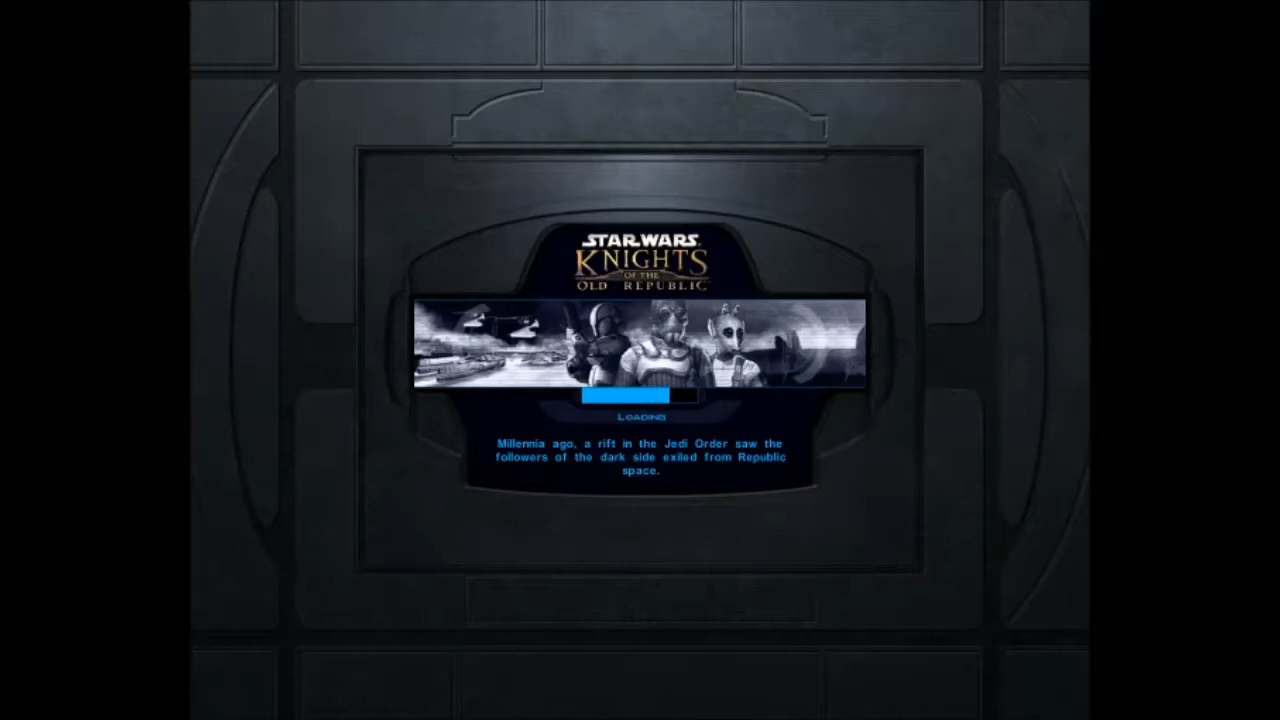 STAR WARS
KNIGHTS
OF THE
OLD REPUBLIC
LOADING
Millennia ago, a rift in the Jedi Order saw the
followers of the dark side exiled from Republic
space.